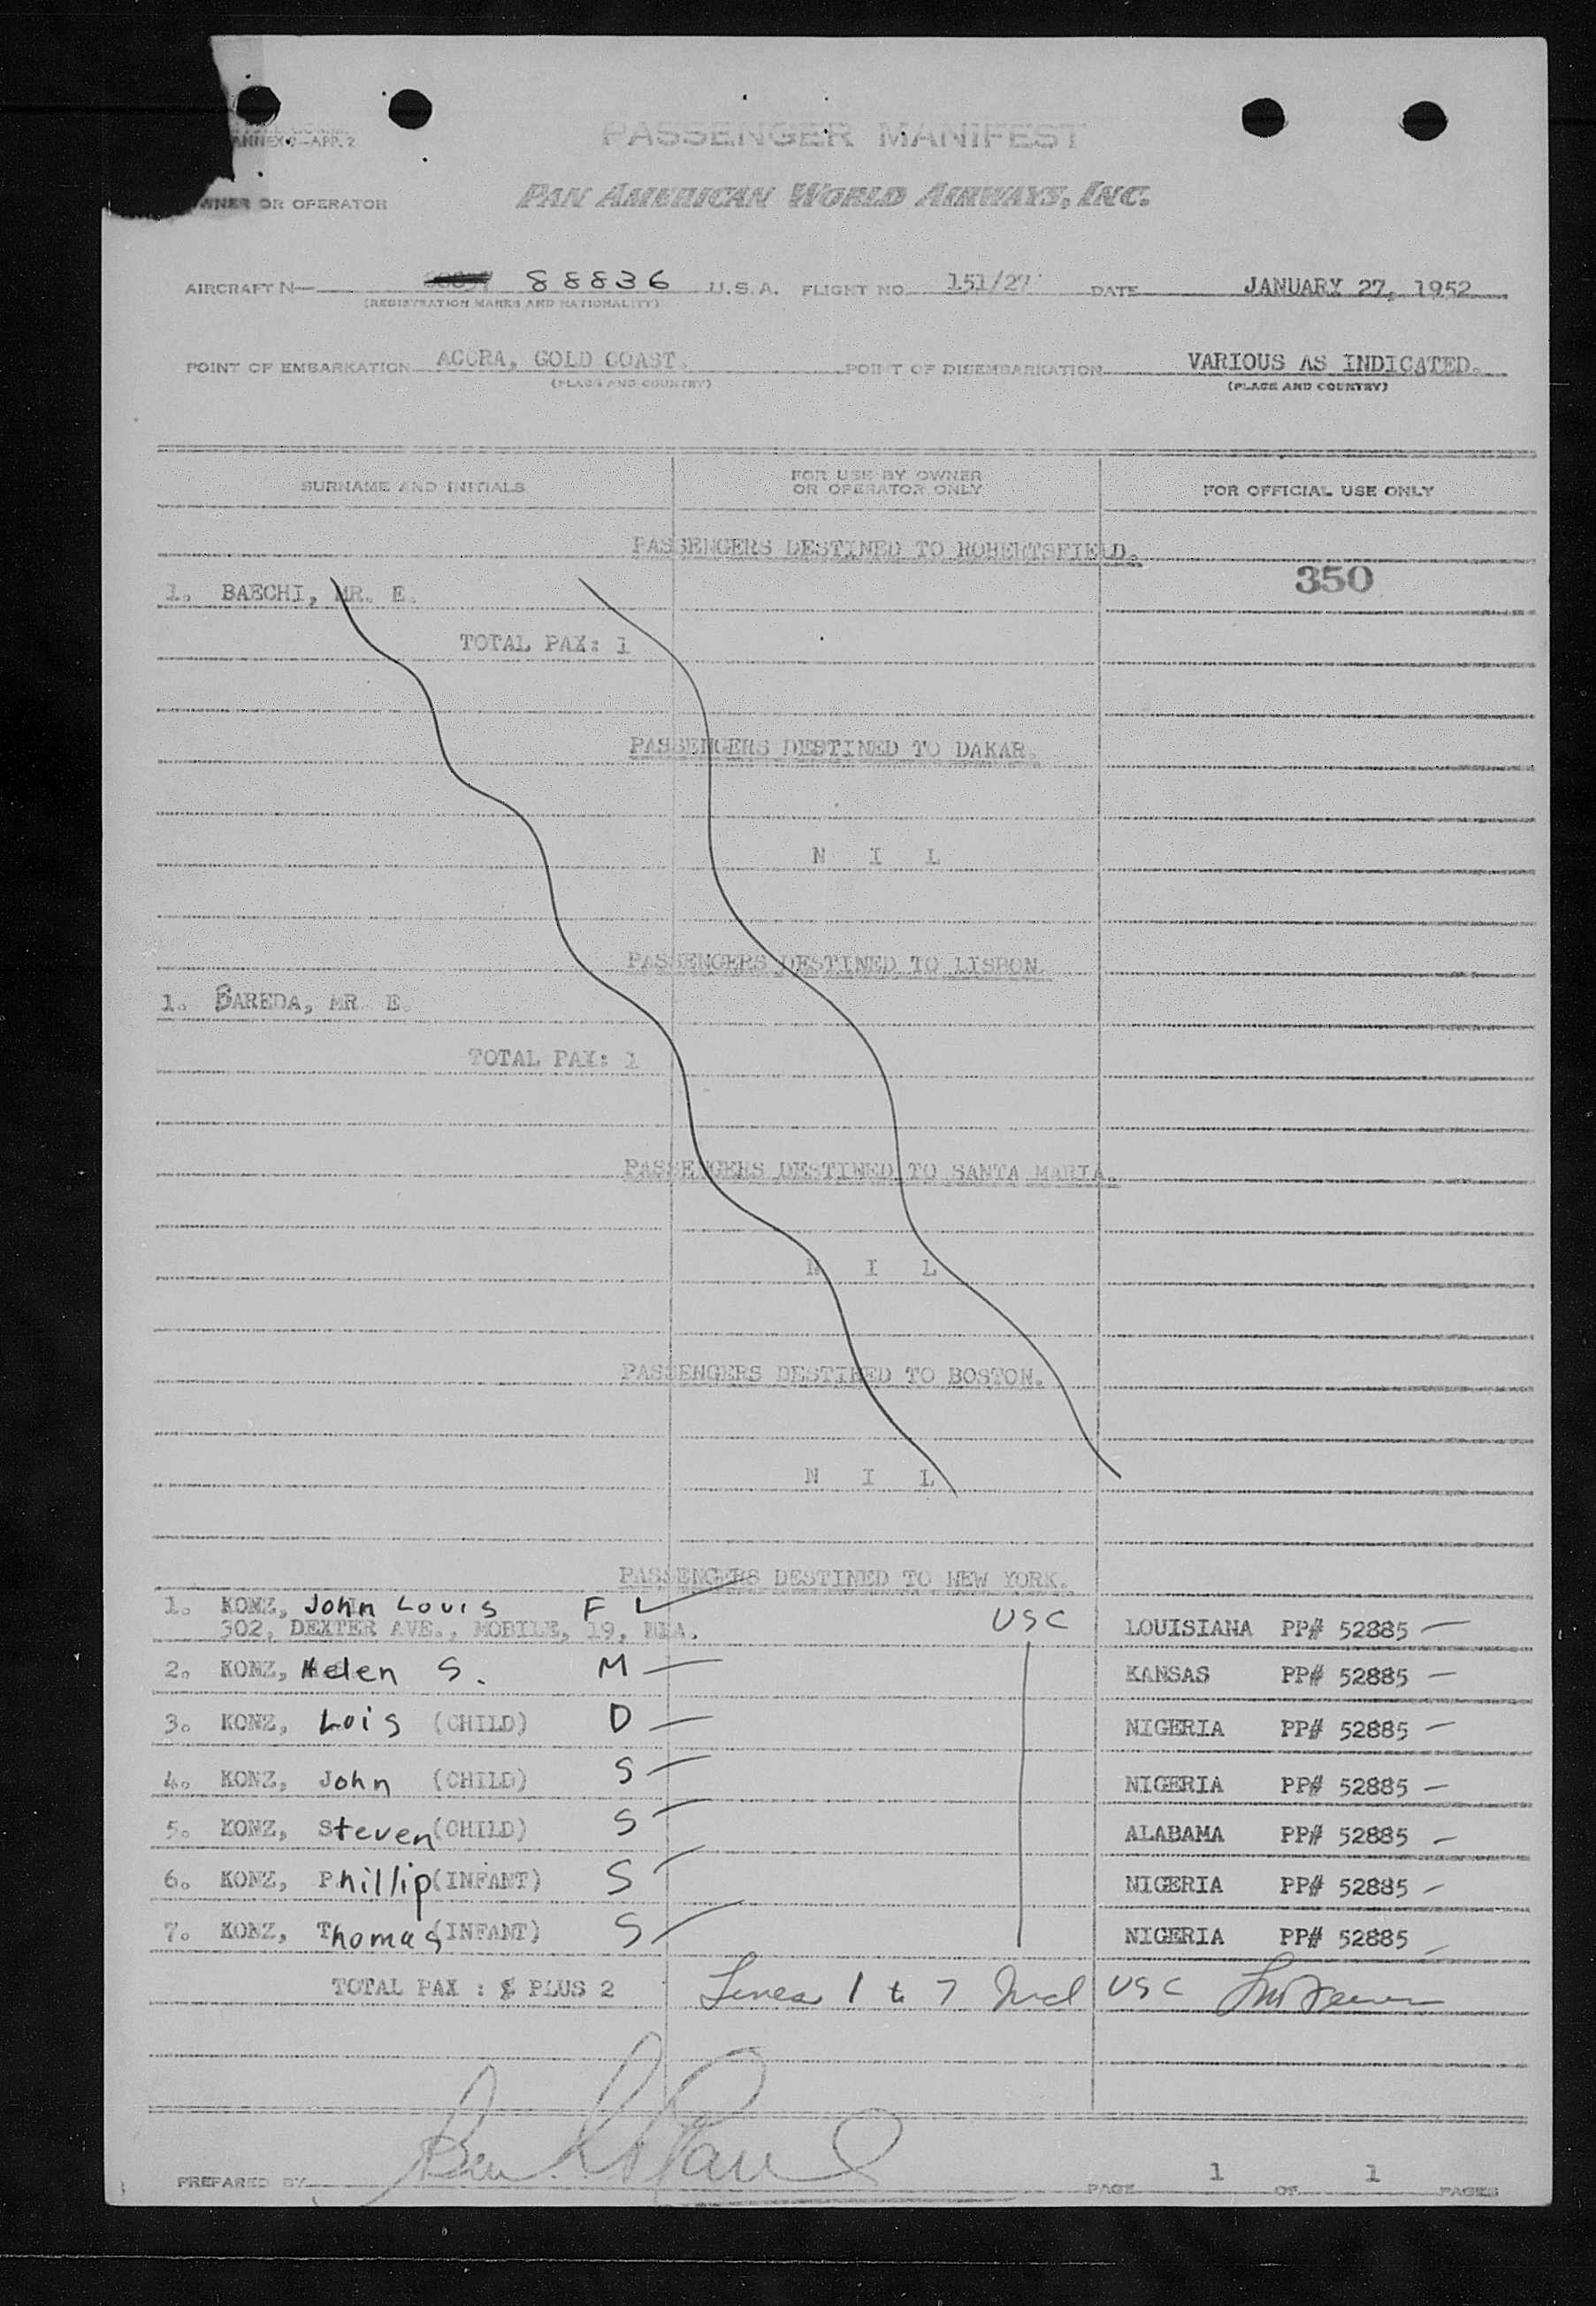 ANNEX 9-APP. 2
PASSENGER MANIFEST
OWNER OR OPERATOR PAN AMERICAN WORLD AIRWAYS, INC.
AIRCRAFT N— 88836 U.S.A. FLIGHT NO. 151/27 DATE JANUARY 27, 1952
(REGISTRATION MARKS AND NATIONALITY)
POINT OF EMBARKATION ACCRA, GOLD COAST. POINT OF DISEMBARKATION VARIOUS AS INDICATED.
(PLACE AND COUNTRY) (PLACE AND COUNTRY)
SURNAME AND INITIALS FOR USE BY OWNER OR OPERATOR ONLY FOR OFFICIAL USE ONLY
PASSENGERS DESTINED TO ROBERTSFIELD.
350
1. BAECHI, MR. E.
TOTAL PAX: 1
PASSENGERS DESTINED TO DAKAR.
N I L
PASSENGERS DESTINED TO LISBON.
1. BAREDA, MR E.
TOTAL PAX: 1
PASSENGERS DESTINED TO SANTA MARIA.
N I L
PASSENGERS DESTINED TO BOSTON.
N I L
PASSENGERS DESTINED TO NEW YORK.
1. KONZ, John Louis F USC LOUISIANA PP# 52885 —
302, DEXTER AVE., MOBILE, 19,
2. KONZ, Helen S. M — KANSAS PP# 52885 —
3. KONZ, Lois (CHILD) D — NIGERIA PP# 52885 —
4. KONZ, John (CHILD) S — NIGERIA PP# 52885 —
5. KONZ, Steven (CHILD) S — ALABAMA PP# 52885 —
6. KONZ, Phillip (INFANT) S — NIGERIA PP# 52885 —
7. KONZ, Thomas (INFANT) S — NIGERIA PP# 52885 —
TOTAL PAX : PLUS 2 Lines 1 to 7 Incl USC
PREPARED BY PAGE 1 OF 1 PAGES